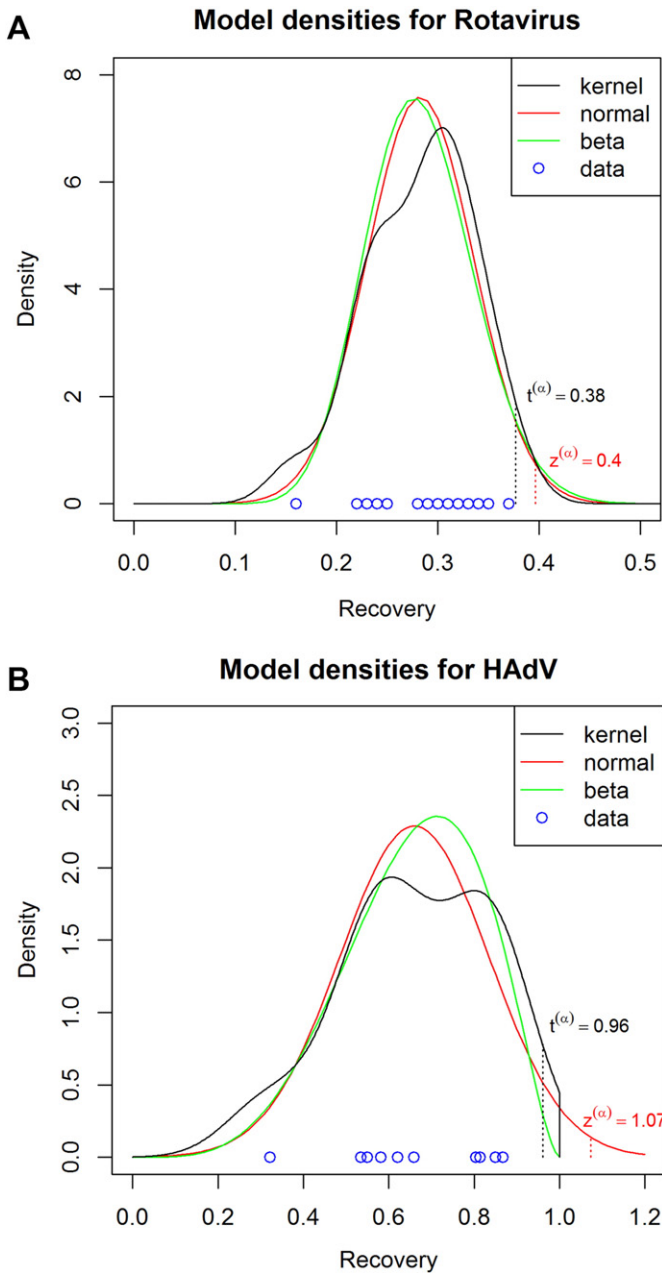 A
Model densities for Rotavirus
kernel
normal
beta
data
Density
8
6
4
2
0
t(α) = 0.38
z(α) = 0.4
0.0 0.1 0.2 0.3 0.4 0.5
Recovery
B
Model densities for HAdV
kernel
normal
beta
data
Density
3.0
2.5
2.0
1.5
1.0
0.5
0.0
t(α) = 0.96
z(α) = 1.07
0.0 0.2 0.4 0.6 0.8 1.0 1.2
Recovery